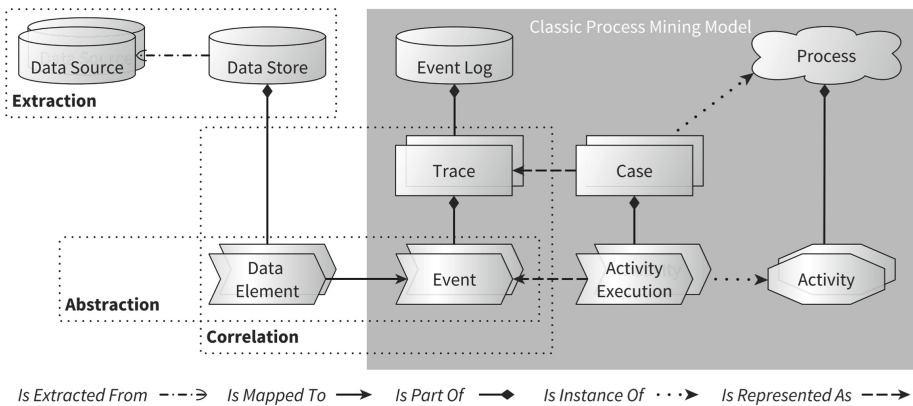 Classic Process Mining Model
Data Source
Data Store
Event Log
Process
Extraction
Trace
Case
Data
Element
Event
Activity
Execution
Activity
Abstraction
Correlation
Is Extracted From
Is Mapped To
Is Part Of
Is Instance Of
Is Represented As